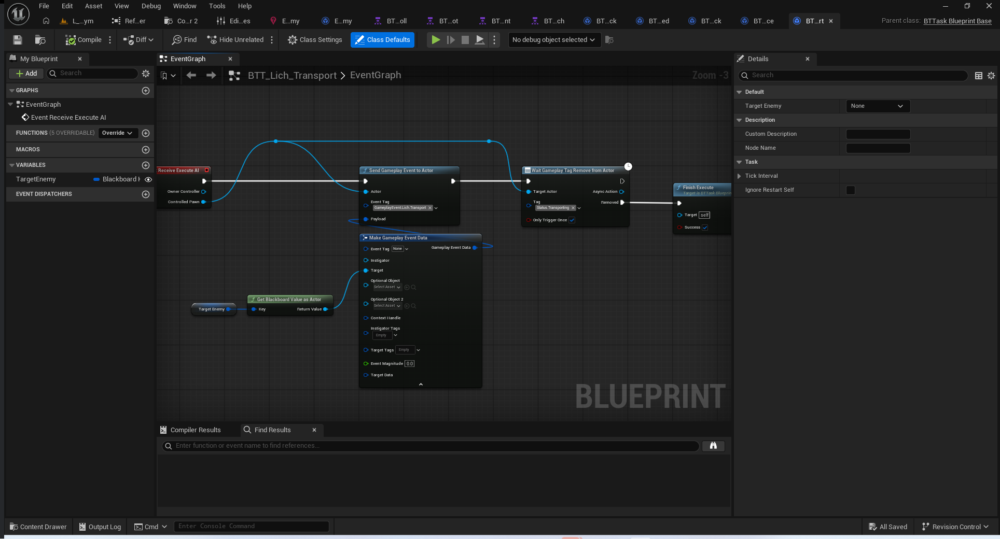 File Edit Asset View Debug Window Tools Help
L_...ym Ref...er Co...r 2 Edi...es E...my E...my BT...oll BT...ot BT...nt BT...ch BT...ck BT...ed BT...ck BT...ce BT...rt Parent class: BTTask Blueprint Base
Compile Diff Find Hide Unrelated Class Settings Class Defaults No debug object selected
My Blueprint
Add Search
GRAPHS
EventGraph
Event Receive Execute AI
FUNCTIONS (5 OVERRIDABLE) Override
MACROS
VARIABLES
TargetEnemy Blackboard
EVENT DISPATCHERS
EventGraph
BTT_Lich_Transport > EventGraph
Zoom -3
Receive Execute AI
Owner Controller
Controlled Pawn
Send Gameplay Event to Actor
Actor
Event Tag
GameplayEvent.Lich.Transport
Payload
Wait Gameplay Tag Remove from Actor
Target Actor Async Action
Tag Removed
Status.Transporting
Only Trigger Once
Finish Execute
Target is BTTask Blueprin
Target self
Success
Make Gameplay Event Data
Event Tag None Gameplay Event Data
Instigator
Target
Optional Object
Select Asset
Optional Object 2
Select Asset
Context Handle
Instigator Tags
Empty
Target Tags Empty
Event Magnitude 0.0
Target Data
Target Enemy
Get Blackboard Value as Actor
Key Return Value
BLUEPRINT
Compiler Results Find Results
Enter function or event name to find references...
Details
Search
Default
Target Enemy None
Description
Custom Description
Node Name
Task
Tick Interval
Ignore Restart Self
Content Drawer Output Log Cmd Enter Console Command All Saved Revision Control